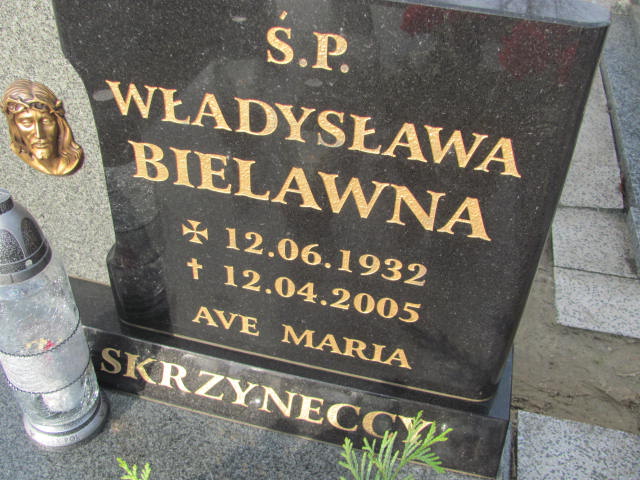 Ś.P.
WŁADYSŁAWA
BIELAWNA
✠ 12.06.1932
† 12.04.2005
AVE MARIA
SKRZYNECCY